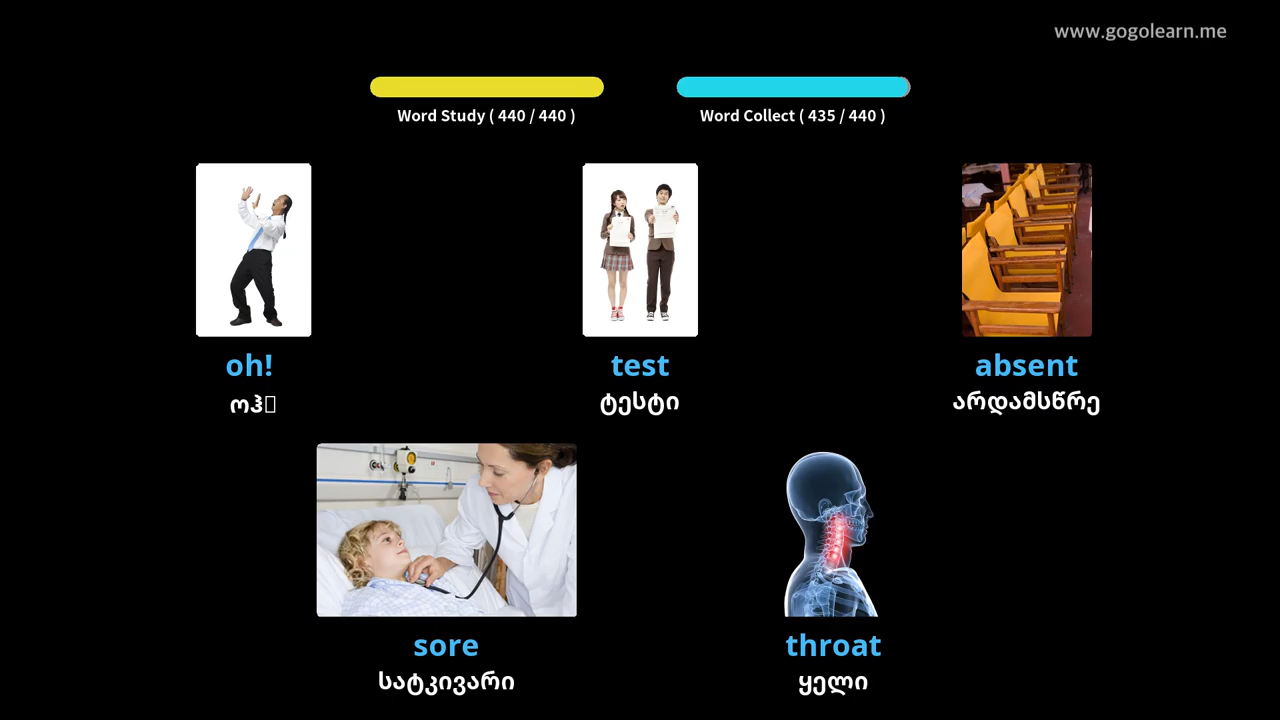 www.gogolearn.me
Word Study ( 440 / 440 )
Word Collect ( 435 / 440 )
oh!
test
absent
ოჰ
ტესტი
არდამსწრე
sore
throat
სატკივარი
ყელი